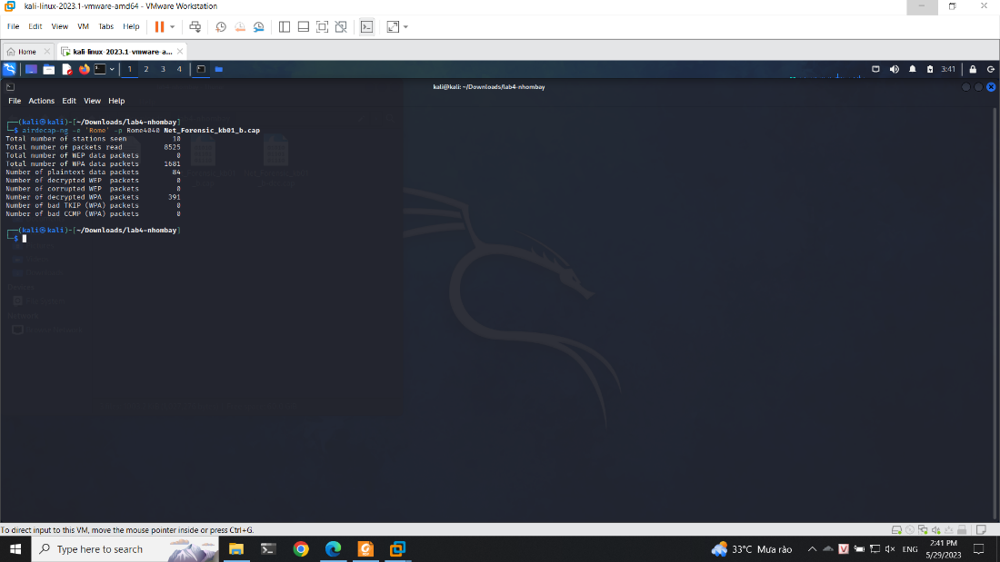 kali-linux-2023.1-vmware-amd64 - VMware Workstation
File Edit View VM Tabs Help
Home kali-linux-2023.1-vmware-a...
1 2 3 4 3:41
kali@kali: ~/Downloads/lab4-nhombay
File Actions Edit View Help
┌──(kali㉿kali)-[~/Downloads/lab4-nhombay]
└─$ airdecap-ng -e 'Rome' -p Rome4040 Net_Forensic_kb01_b.cap
Total number of stations seen 10
Total number of packets read 8525
Total number of WEP data packets 0
Total number of WPA data packets 1681
Number of plaintext data packets 84
Number of decrypted WEP packets 0
Number of corrupted WEP packets 0
Number of decrypted WPA packets 391
Number of bad TKIP (WPA) packets 0
Number of bad CCMP (WPA) packets 0
┌──(kali㉿kali)-[~/Downloads/lab4-nhombay]
└─$
To direct input to this VM, move the mouse pointer inside or press Ctrl+G.
Type here to search
33°C Mưa rào
V
ENG
2:41 PM
5/29/2023